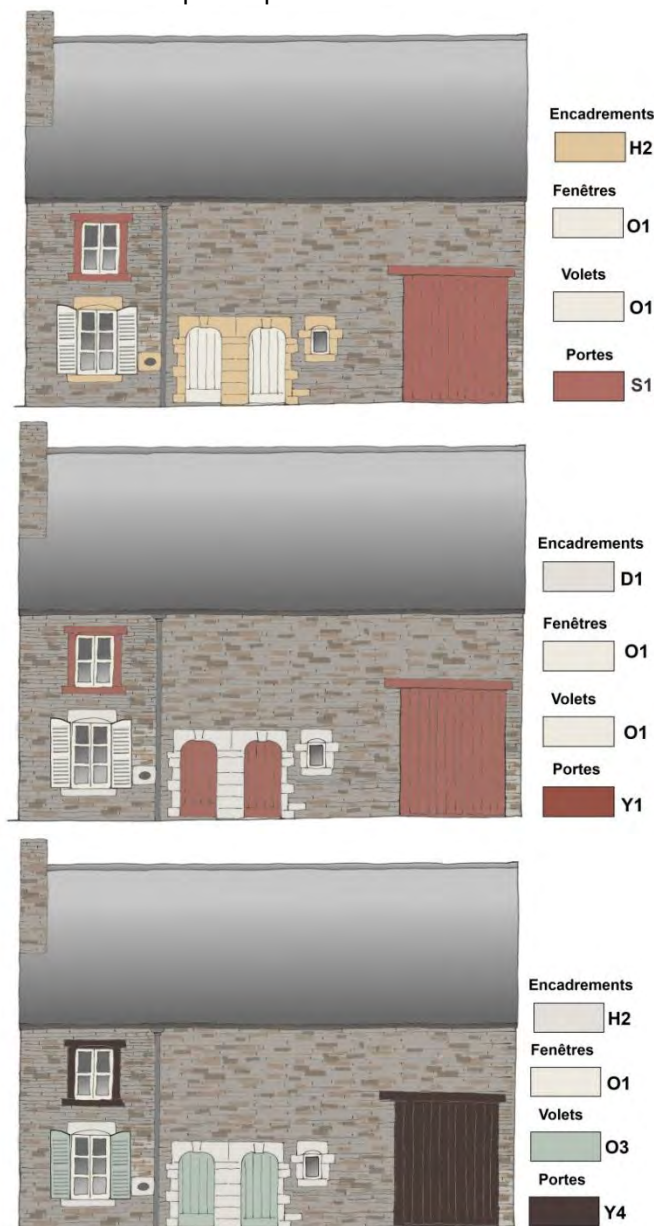 Encadrements
H2
Fenêtres
O1
Volets
O1
Portes
S1
Encadrements
D1
Fenêtres
O1
Volets
O1
Portes
Y1
Encadrements
H2
Fenêtres
O1
Volets
O3
Portes
Y4